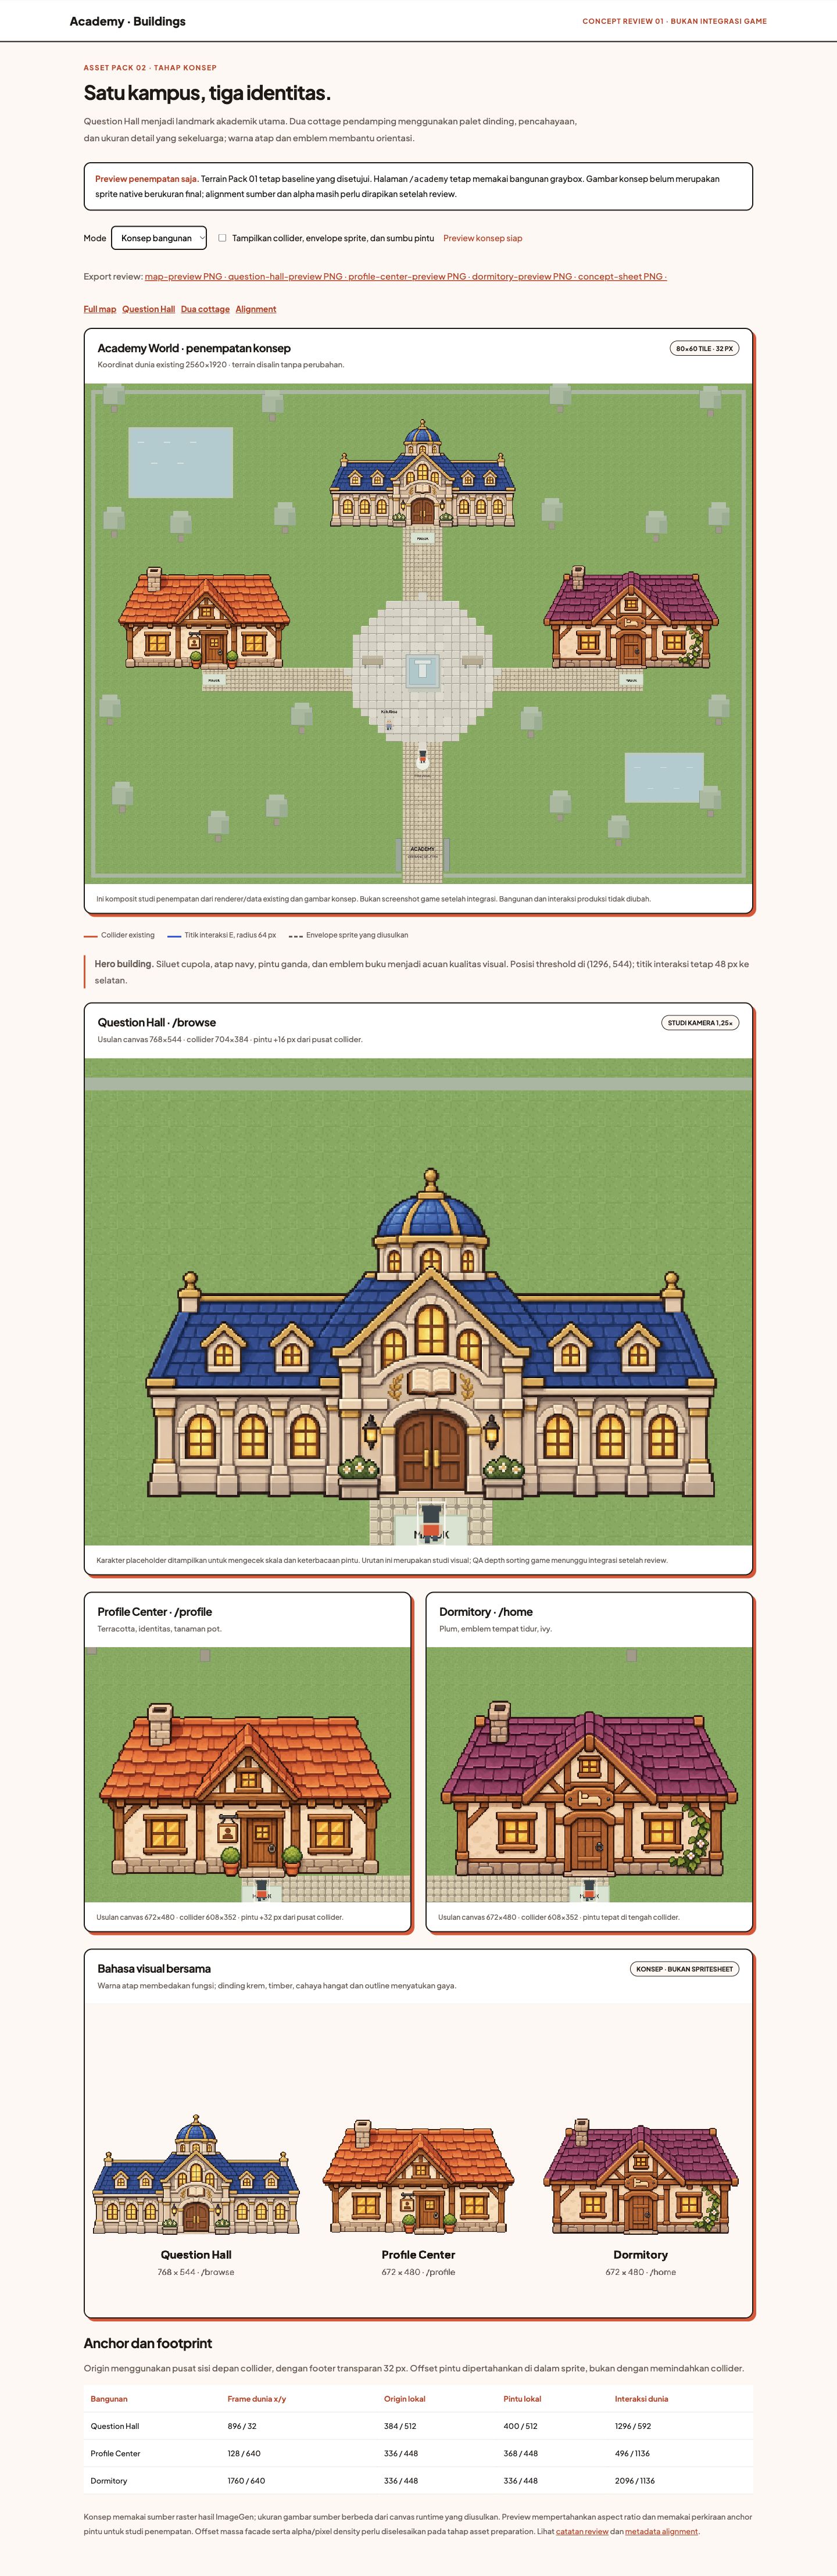 Academy · Buildings
CONCEPT REVIEW 01 · BUKAN INTEGRASI GAME
ASSET PACK 02 · TAHAP KONSEP
Satu kampus, tiga identitas.
Question Hall menjadi landmark akademik utama. Dua cottage pendamping menggunakan palet dinding, pencahayaan,
dan ukuran detail yang sekeluarga; warna atap dan emblem membantu orientasi.
Preview penempatan saja. Terrain Pack 01 tetap baseline yang disetujui. Halaman /academy tetap memakai bangunan graybox. Gambar konsep belum merupakan
sprite native berukuran final; alignment sumber dan alpha masih perlu dirapikan setelah review.
Mode Konsep bangunan Tampilkan collider, envelope sprite, dan sumbu pintu Preview konsep siap
Export review: map-preview PNG · question-hall-preview PNG · profile-center-preview PNG · dormitory-preview PNG · concept-sheet PNG ·
Full map Question Hall Dua cottage Alignment
Academy World · penempatan konsep
80×60 TILE · 32 PX
Koordinat dunia existing 2560×1920 · terrain disalin tanpa perubahan.
MASUK
MASUK
MASUK
ACADEMY
Ini komposit studi penempatan dari renderer/data existing dan gambar konsep. Bukan screenshot game setelah integrasi. Bangunan dan interaksi produksi tidak diubah.
Collider existing Titik interaksi E, radius 64 px Envelope sprite yang diusulkan
Hero building. Siluet cupola, atap navy, pintu ganda, dan emblem buku menjadi acuan kualitas visual. Posisi threshold di (1296, 544); titik interaksi tetap 48 px ke
selatan.
Question Hall · /browse
STUDI KAMERA 1,25×
Usulan canvas 768×544 · collider 704×384 · pintu +16 px dari pusat collider.
Karakter placeholder ditampilkan untuk mengecek skala dan keterbacaan pintu. Urutan ini merupakan studi visual; QA depth sorting game menunggu integrasi setelah review.
Profile Center · /profile
Terracotta, identitas, tanaman pot.
Usulan canvas 672×480 · collider 608×352 · pintu +32 px dari pusat collider.
Dormitory · /home
Plum, emblem tempat tidur, ivy.
Usulan canvas 672×480 · collider 608×352 · pintu tepat di tengah collider.
Bahasa visual bersama
KONSEP · BUKAN SPRITESHEET
Warna atap membedakan fungsi; dinding krem, timber, cahaya hangat dan outline menyatukan gaya.
Question Hall
768 × 544 · /browse
Profile Center
672 × 480 · /profile
Dormitory
672 × 480 · /home
Anchor dan footprint
Origin menggunakan pusat sisi depan collider, dengan footer transparan 32 px. Offset pintu dipertahankan di dalam sprite, bukan dengan memindahkan collider.
Bangunan Frame dunia x/y Origin lokal Pintu lokal Interaksi dunia
Question Hall 896 / 32 384 / 512 400 / 512 1296 / 592
Profile Center 128 / 640 336 / 448 368 / 448 496 / 1136
Dormitory 1760 / 640 336 / 448 336 / 448 2096 / 1136
Konsep memakai sumber raster hasil ImageGen; ukuran gambar sumber berbeda dari canvas runtime yang diusulkan. Preview mempertahankan aspect ratio dan memakai perkiraan anchor
pintu untuk studi penempatan. Offset massa facade serta alpha/pixel density perlu diselesaikan pada tahap asset preparation. Lihat catatan review dan metadata alignment.